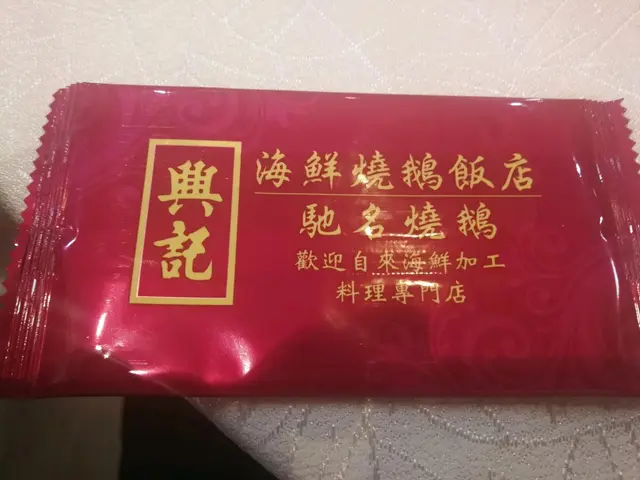 興記
海鮮燒鵝飯店
馳名燒鵝
歡迎自來海鮮加工
料理專門店